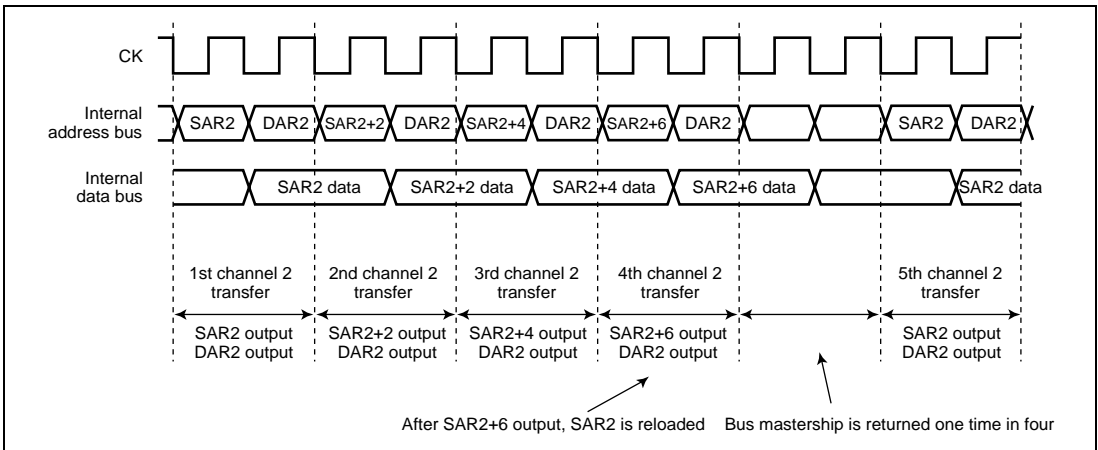 CK
Internal
address bus
SAR2 DAR2 SAR2+2 DAR2 SAR2+4 DAR2 SAR2+6 DAR2 SAR2 DAR2
Internal
data bus
SAR2 data SAR2+2 data SAR2+4 data SAR2+6 data SAR2 data
1st channel 2
transfer
2nd channel 2
transfer
3rd channel 2
transfer
4th channel 2
transfer
5th channel 2
transfer
SAR2 output
DAR2 output
SAR2+2 output
DAR2 output
SAR2+4 output
DAR2 output
SAR2+6 output
DAR2 output
SAR2 output
DAR2 output
After SAR2+6 output, SAR2 is reloaded
Bus mastership is returned one time in four